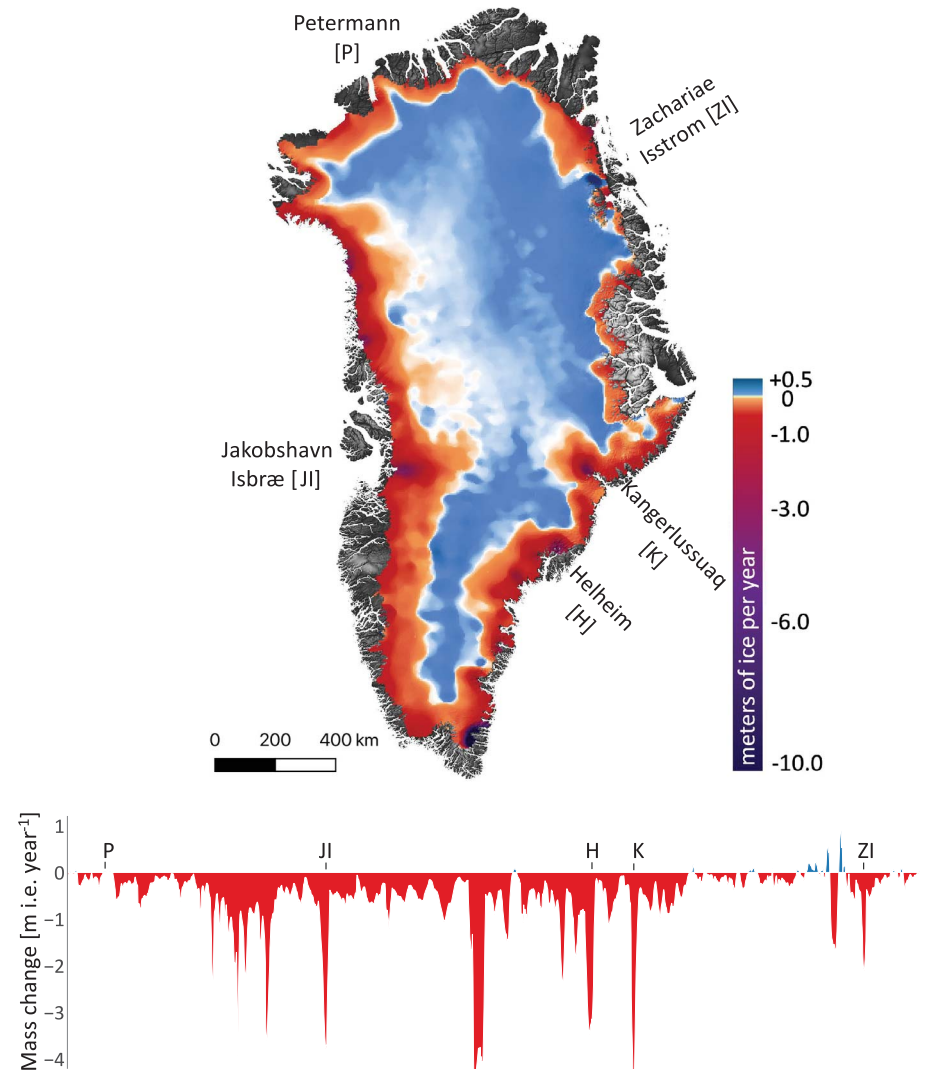 Petermann
[P]
Zachariae
Isstrom [ZI]
Jakobshavn
Isbræ [JI]
Kangerlussuaq
[K]
Helheim
[H]
+0.5
0
-1.0
-3.0
-6.0
-10.0
meters of ice per year
0 200 400 km
Mass change [m i.e. year-1]
1
0
−1
−2
−3
−4
P JI H K ZI